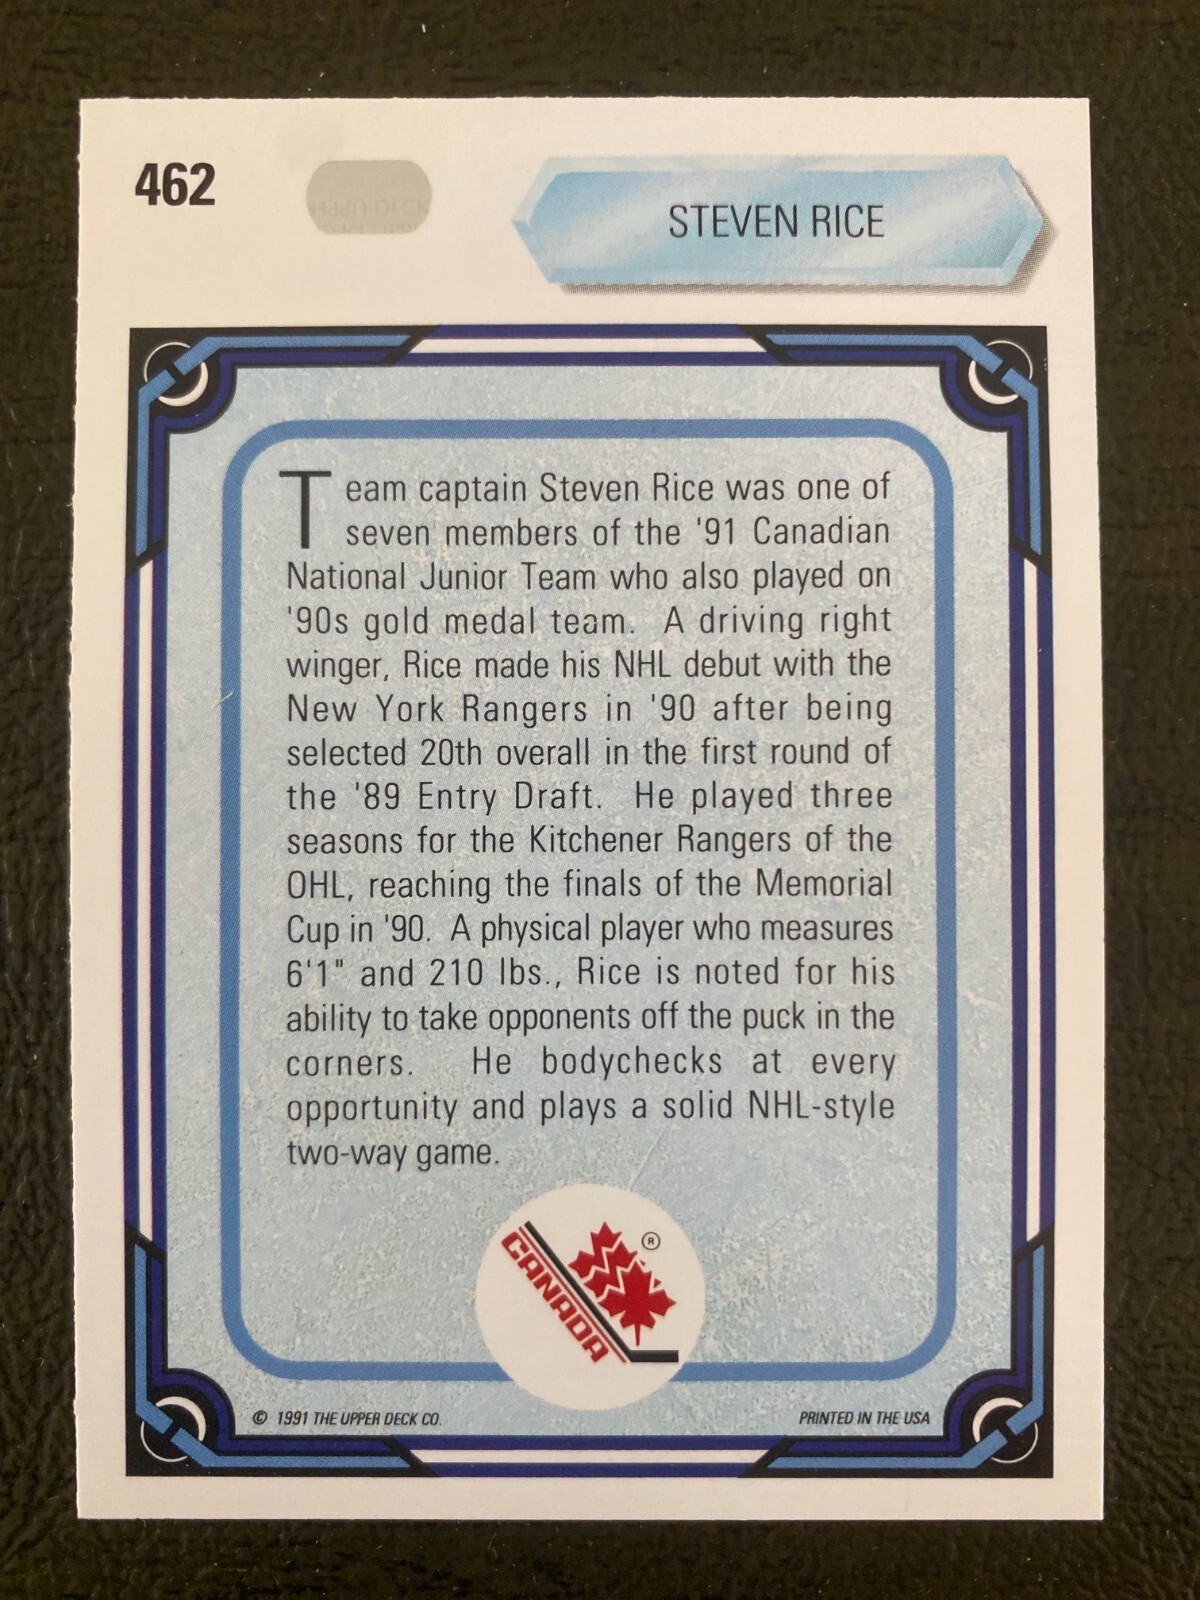 462
STEVEN RICE
Team captain Steven Rice was one of
seven members of the '91 Canadian
National Junior Team who also played on
'90s gold medal team. A driving right
winger, Rice made his NHL debut with the
New York Rangers in '90 after being
selected 20th overall in the first round of
the '89 Entry Draft. He played three
seasons for the Kitchener Rangers of the
OHL, reaching the finals of the Memorial
Cup in '90. A physical player who measures
6'1" and 210 lbs., Rice is noted for his
ability to take opponents off the puck in the
corners. He bodychecks at every
opportunity and plays a solid NHL-style
two-way game.
CANADA ®
© 1991 THE UPPER DECK CO.
PRINTED IN THE USA